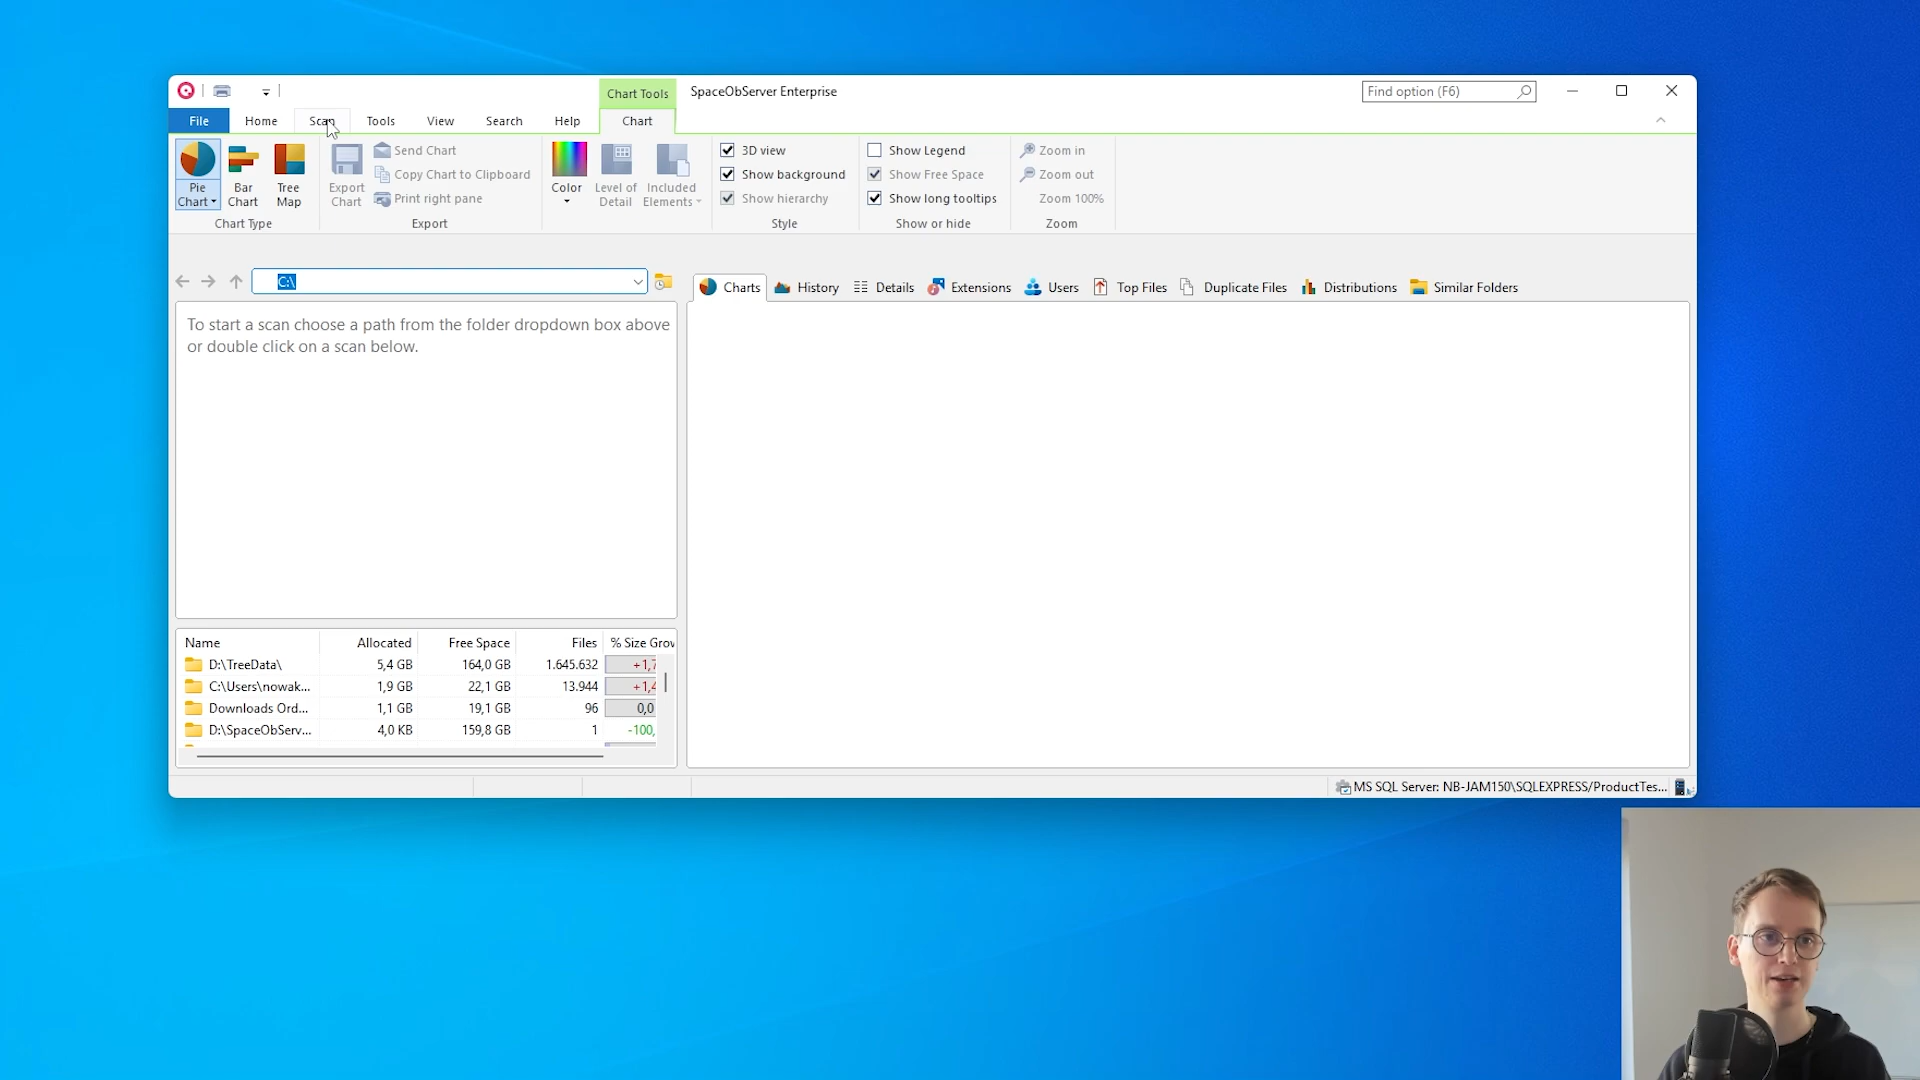 Chart Tools SpaceObServer Enterprise Find option (F6)
File Home Scan Tools View Search Help Chart
Pie Chart
Bar Chart
Tree Map
Chart Type
Export Chart
Send Chart
Copy Chart to Clipboard
Print right pane
Export
Color
Level of Detail
Included Elements
3D view
Show background
Show hierarchy
Style
Show Legend
Show Free Space
Show long tooltips
Show or hide
Zoom in
Zoom out
Zoom 100%
Zoom
C:\
Charts History Details Extensions Users Top Files Duplicate Files Distributions Similar Folders
To start a scan choose a path from the folder dropdown box above
or double click on a scan below.
Name Allocated Free Space Files % Size Grov
D:\TreeData\ 5,4 GB 164,0 GB 1.645.632 +1,7
C:\Users\nowak... 1,9 GB 22,1 GB 13.944 +1,4
Downloads Ord... 1,1 GB 19,1 GB 96 0,0
D:\SpaceObServ... 4,0 KB 159,8 GB 1 -100,
MS SQL Server: NB-JAM150\SQLEXPRESS/ProductTes...